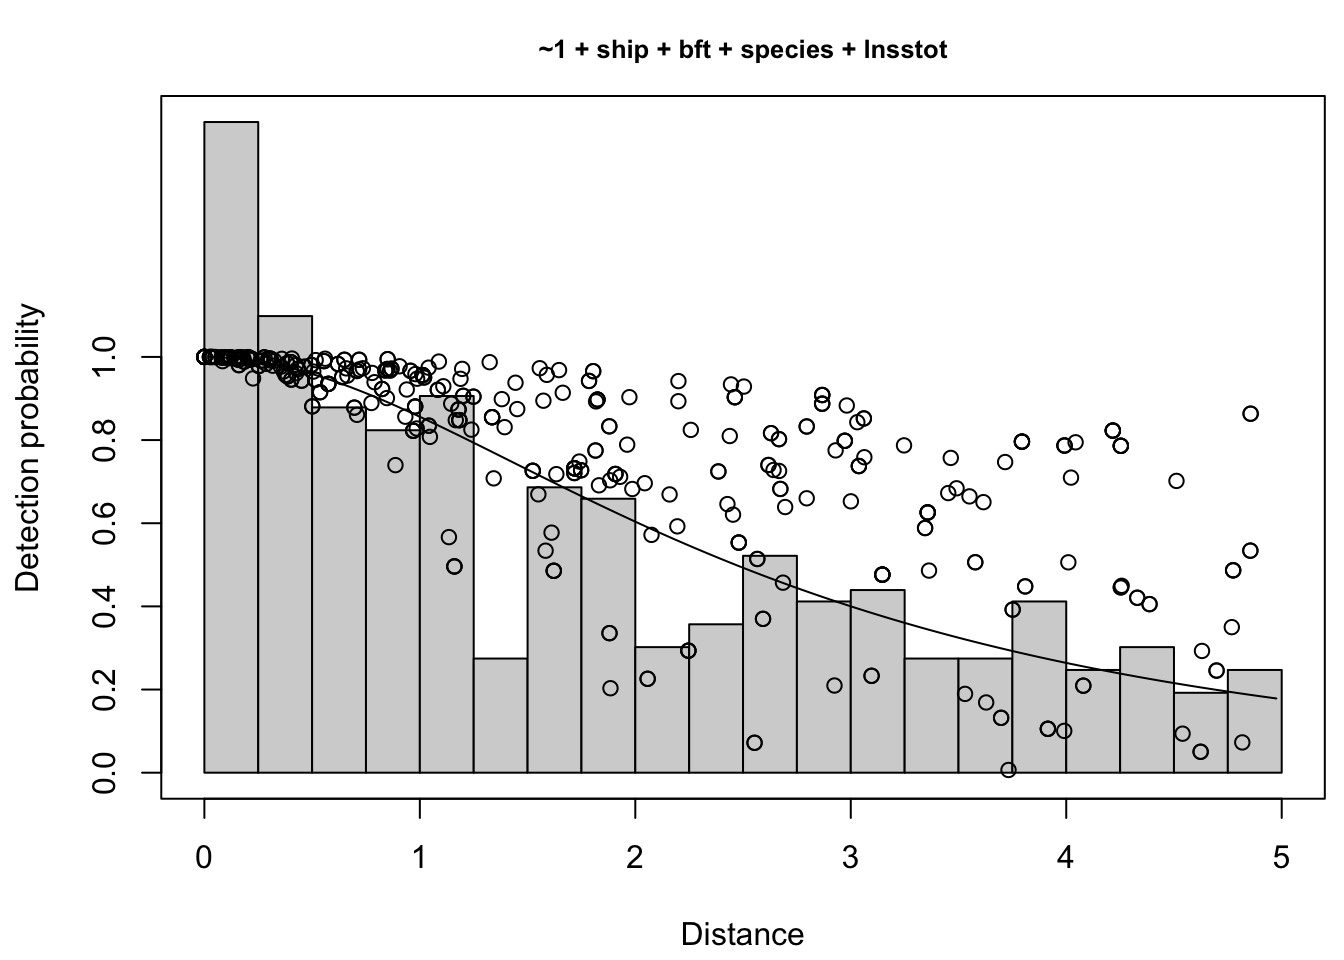 ~1 + ship + bft + species + lnsstot
Detection probability
1.0
0.8
0.6
0.4
0.2
0.0
0 1 2 3 4 5
Distance